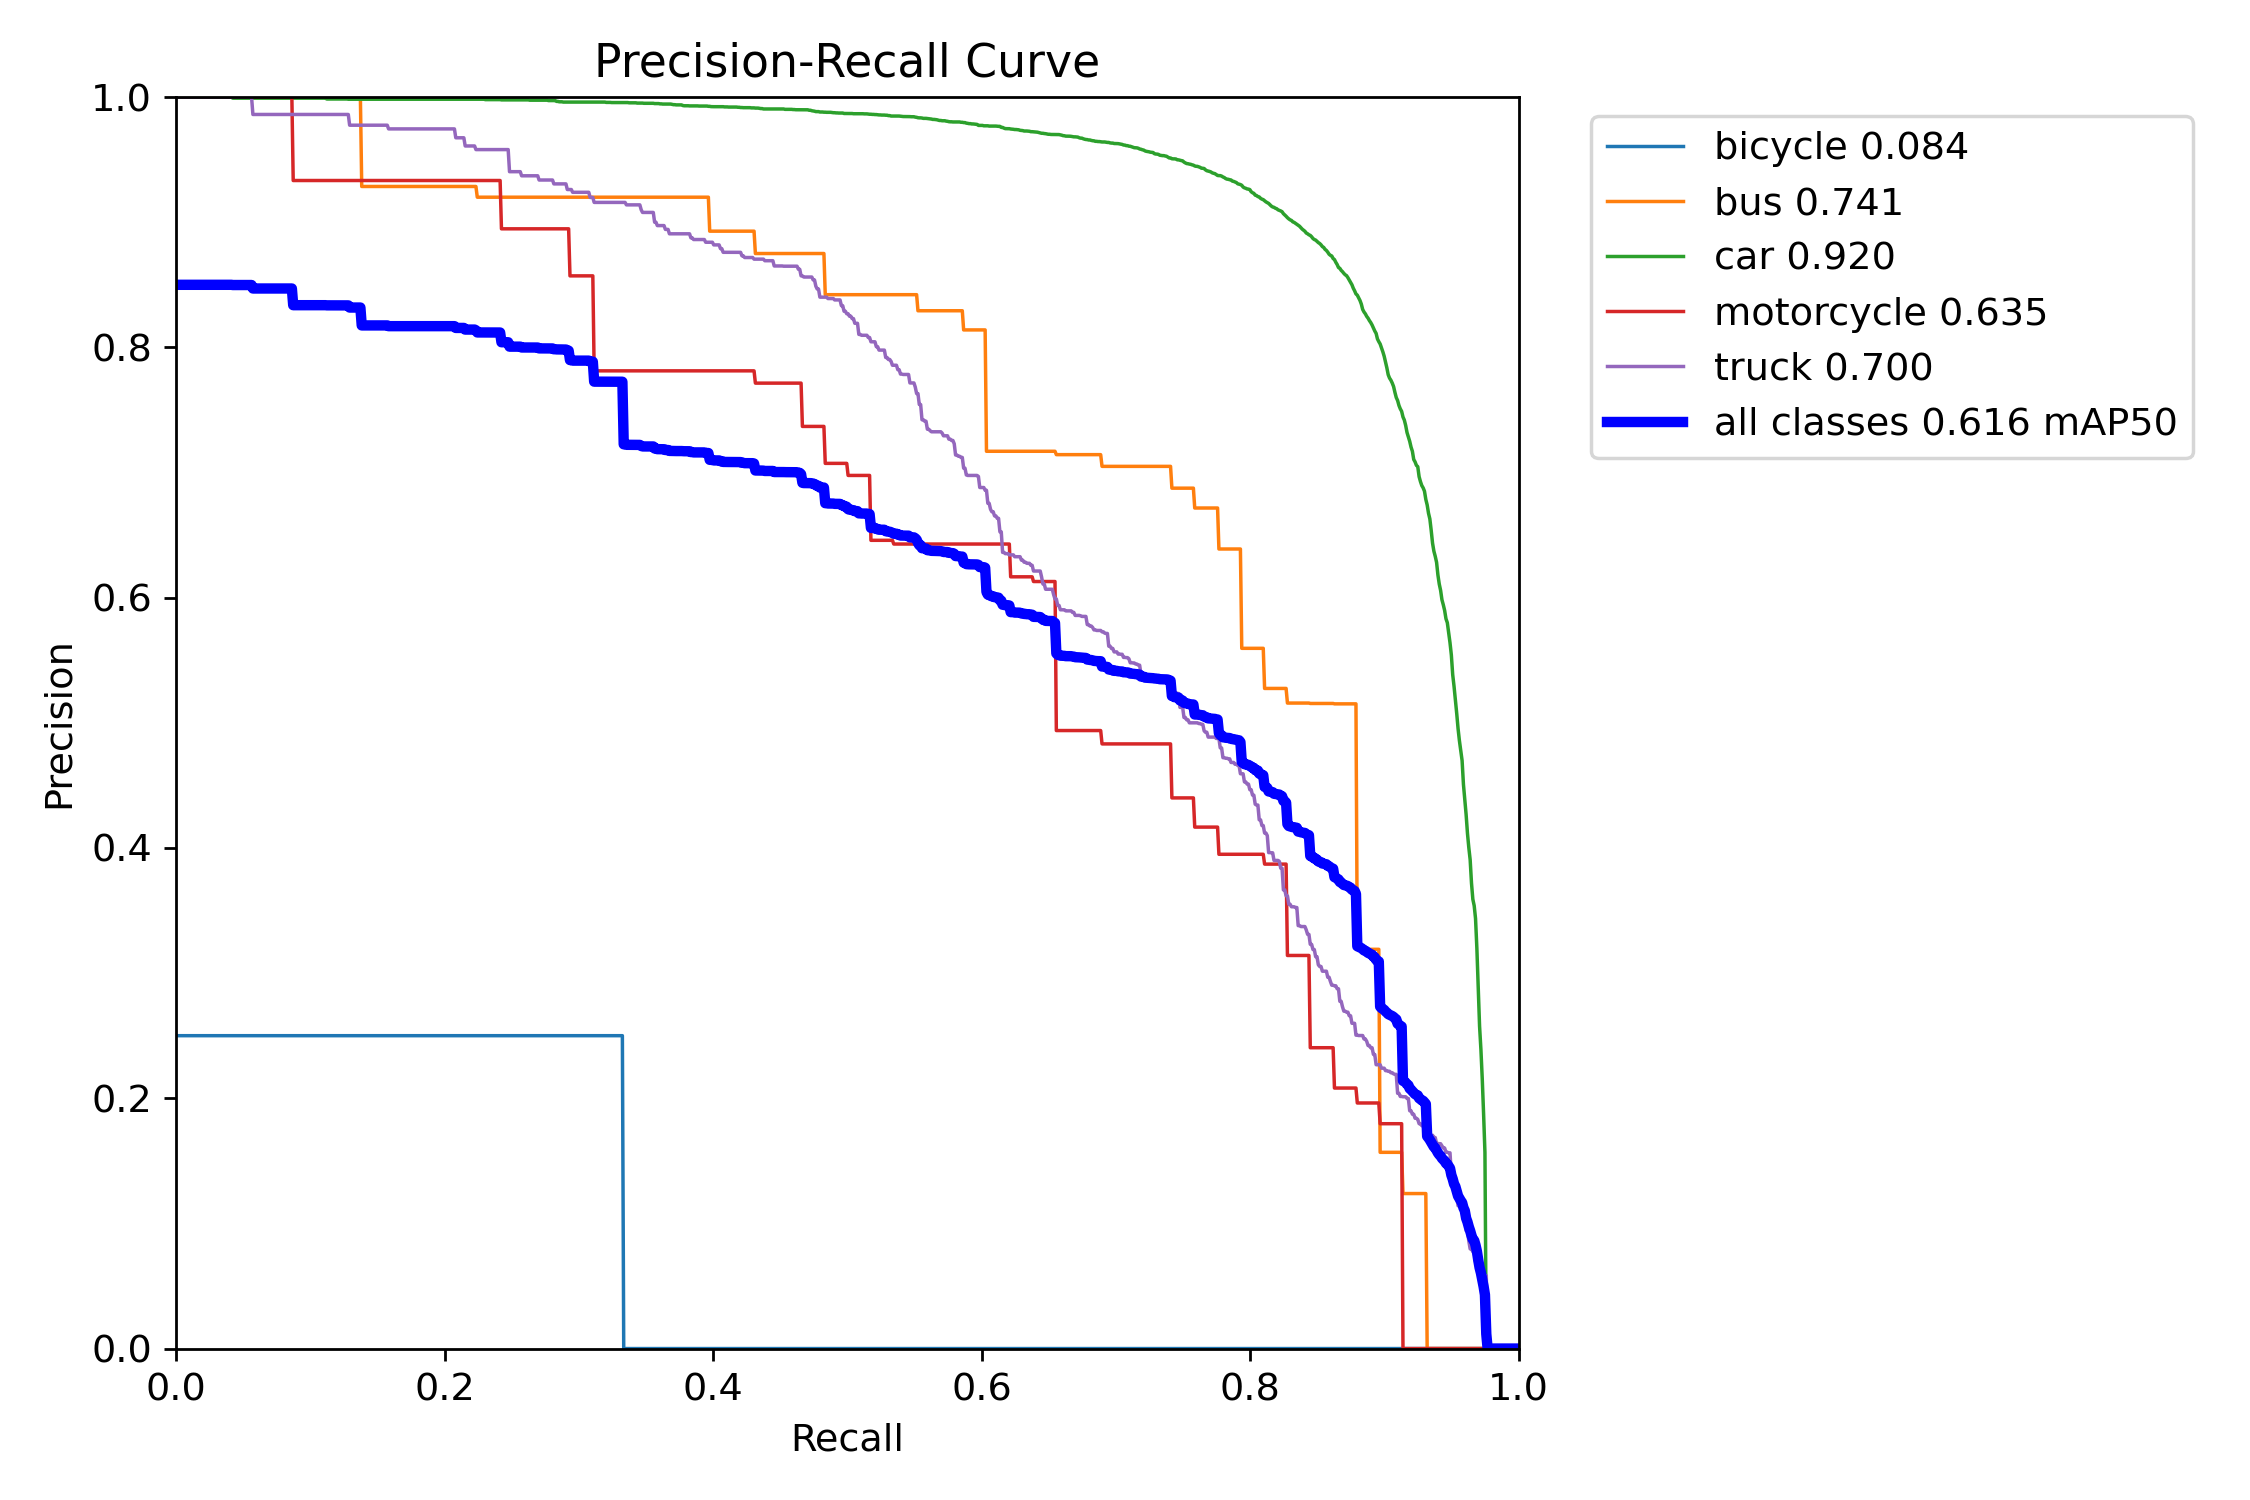 Precision-Recall Curve
1.0
0.8
0.6
0.4
0.2
0.0
Precision
0.0 0.2 0.4 0.6 0.8 1.0
Recall
bicycle 0.084
bus 0.741
car 0.920
motorcycle 0.635
truck 0.700
all classes 0.616 mAP50